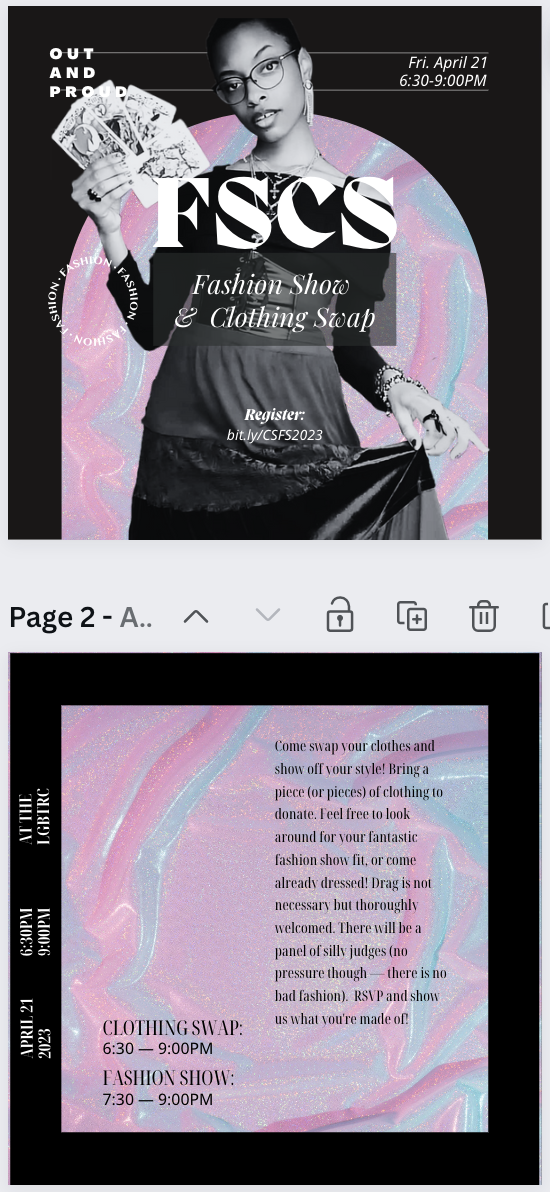 OUT
AND
PROUD
Fri. April 21
6:30-9:00PM
FSCS
Fashion Show
& Clothing Swap
FASHION · FASHION · FASHION · FASHION ·
Register:
bit.ly/CSFS2023
Page 2 - A..
AT THE
LGBTRC
6:30PM
9:00PM
APRIL 21
2023
Come swap your clothes and
show off your style! Bring a
piece (or pieces) of clothing to
donate. Feel free to look
around for your fantastic
fashion show fit, or come
already dressed! Drag is not
necessary but thoroughly
welcomed. There will be a
panel of silly judges (no
pressure though — there is no
bad fashion). RSVP and show
us what you're made of!
CLOTHING SWAP:
6:30 — 9:00PM
FASHION SHOW:
7:30 — 9:00PM